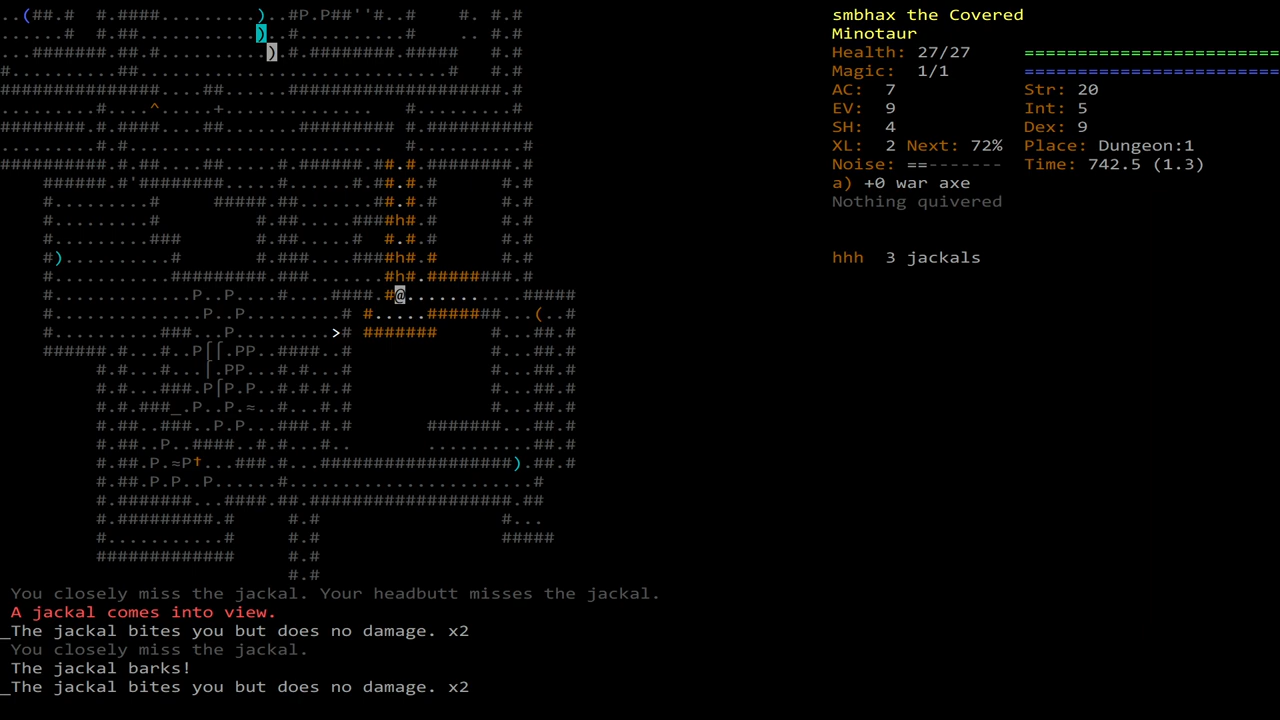 smbhax the Covered
Minotaur
Health: 27/27 ========================
Magic: 1/1 ========================
AC: 7 Str: 20
EV: 9 Int: 5
SH: 4 Dex: 9
XL: 2 Next: 72% Place: Dungeon:1
Noise: ==------- Time: 742.5 (1.3)
a) +0 war axe
Nothing quivered
hhh 3 jackals
You closely miss the jackal. Your headbutt misses the jackal.
A jackal comes into view.
_The jackal bites you but does no damage. x2
You closely miss the jackal.
The jackal barks!
_The jackal bites you but does no damage. x2